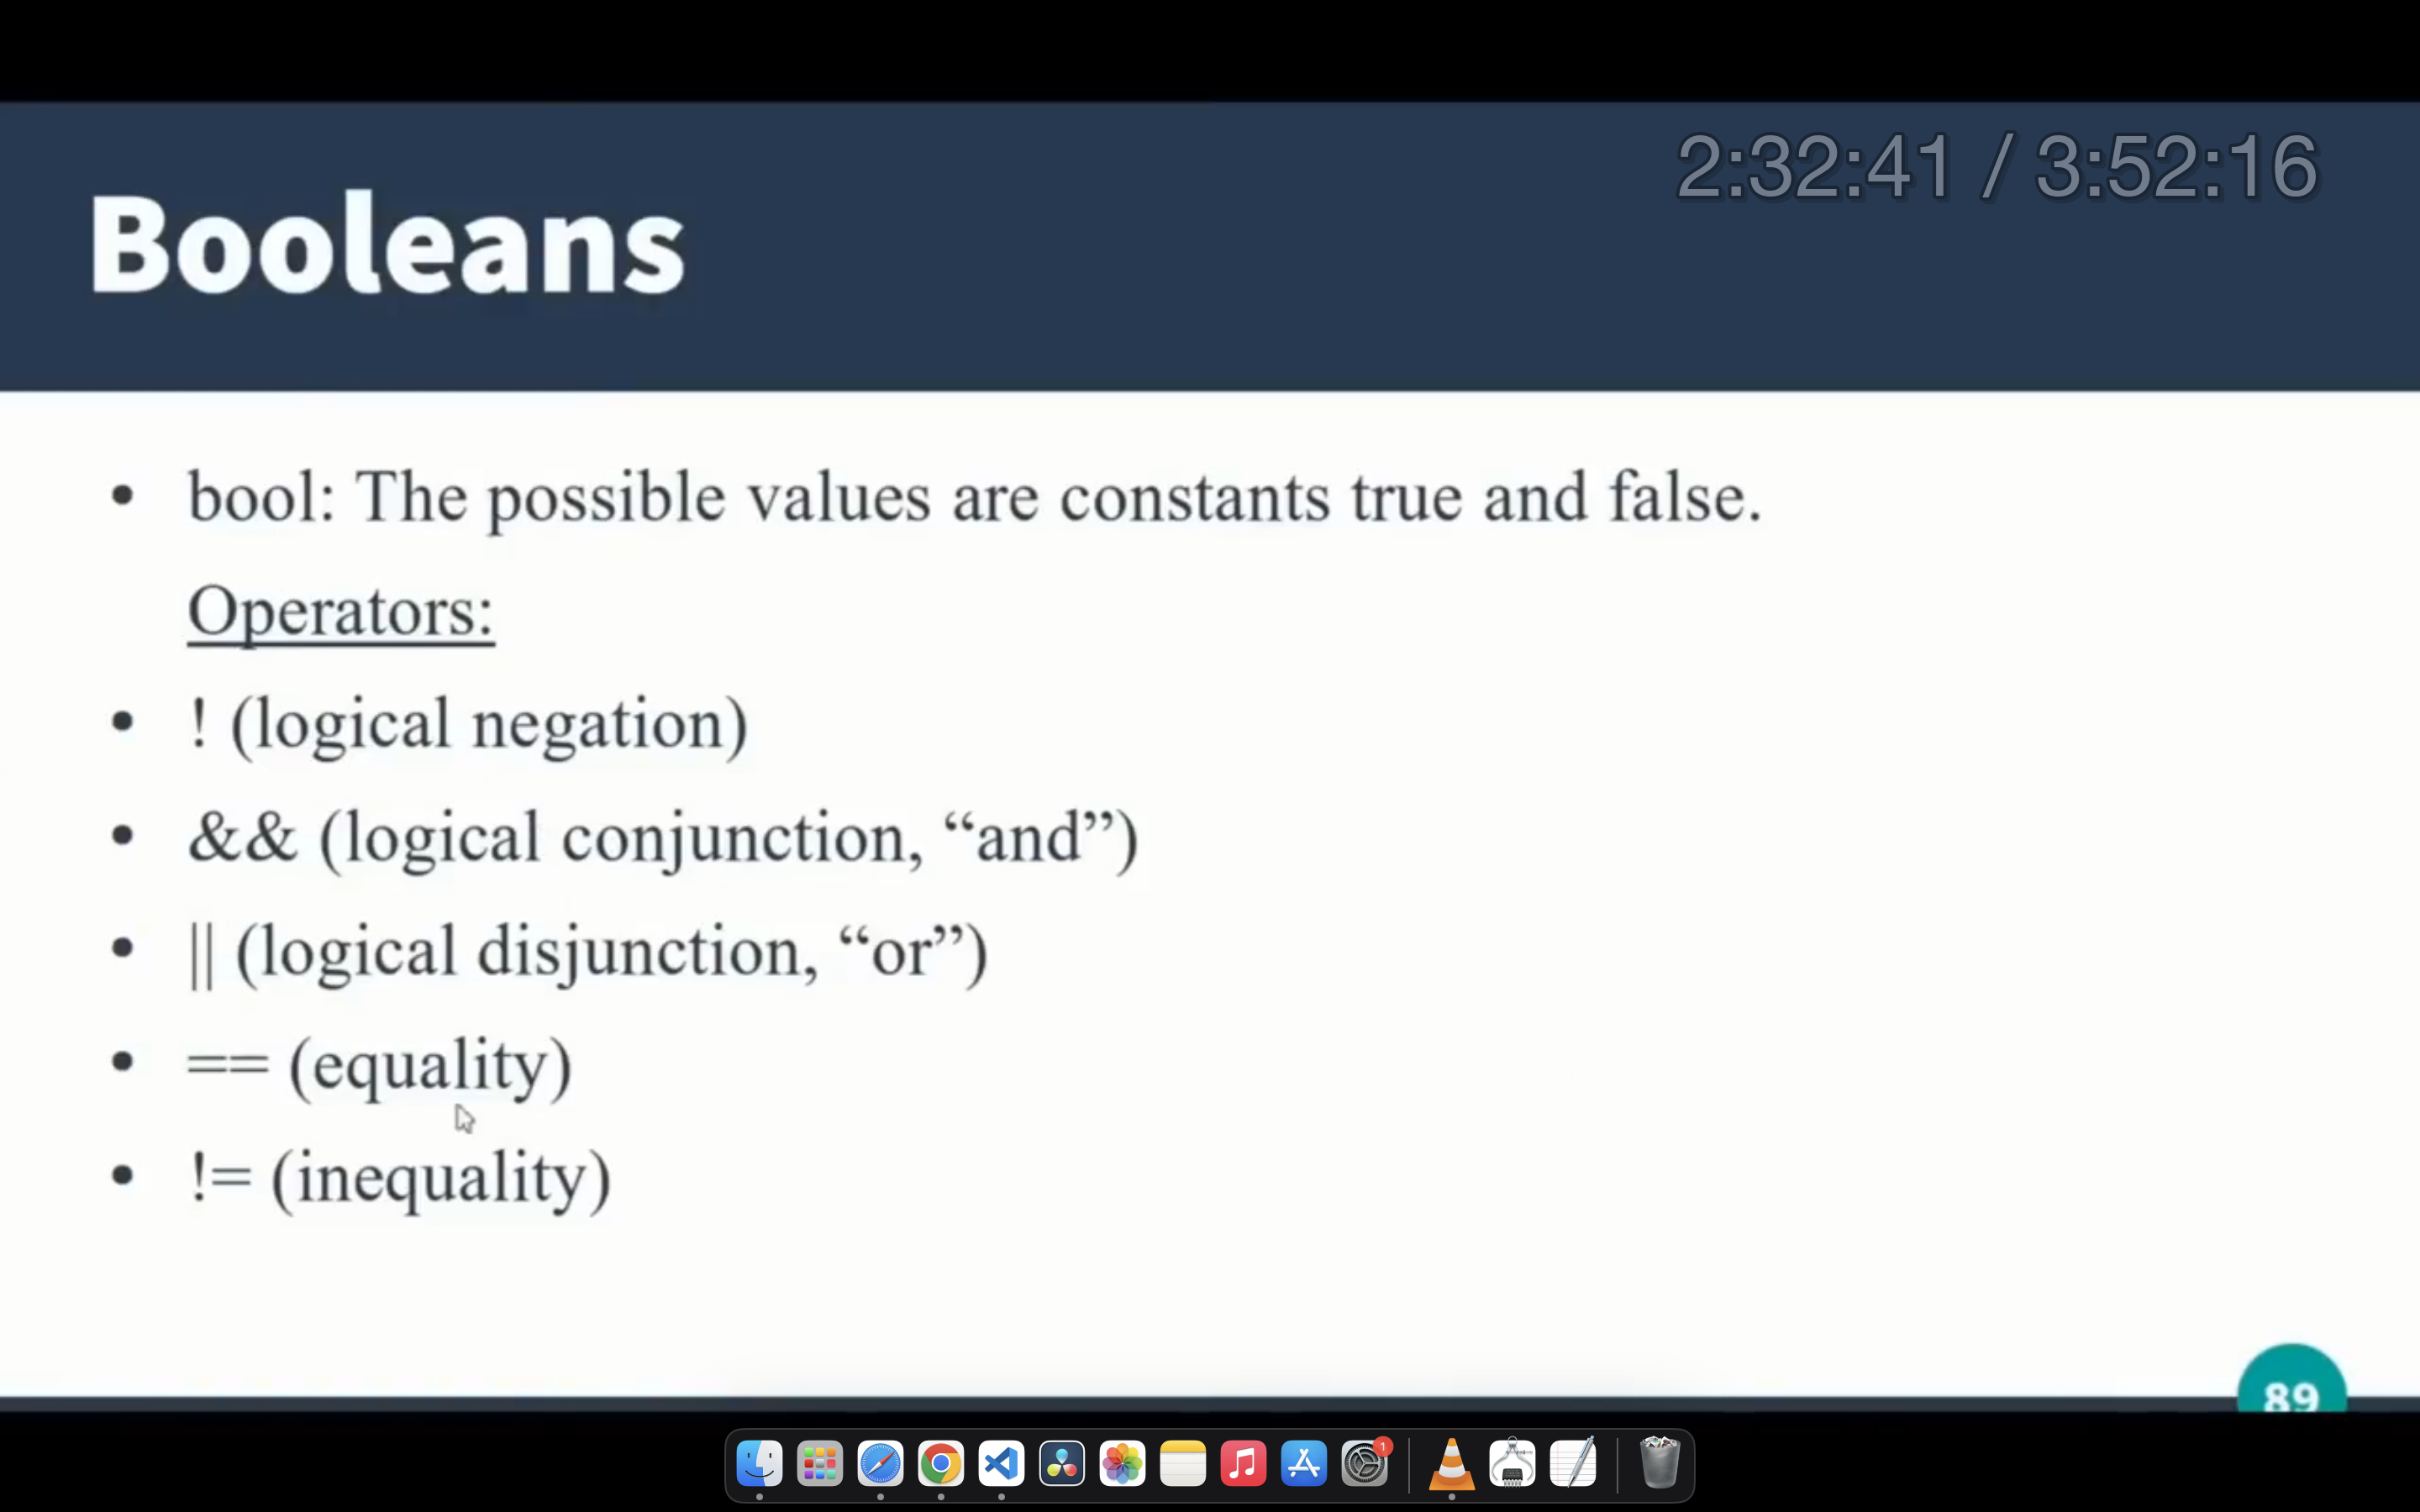 2:32:41 / 3:52:16
Booleans
• bool: The possible values are constants true and false.
Operators:
• ! (logical negation)
• && (logical conjunction, “and”)
• || (logical disjunction, “or”)
• == (equality)
• != (inequality)
89
1